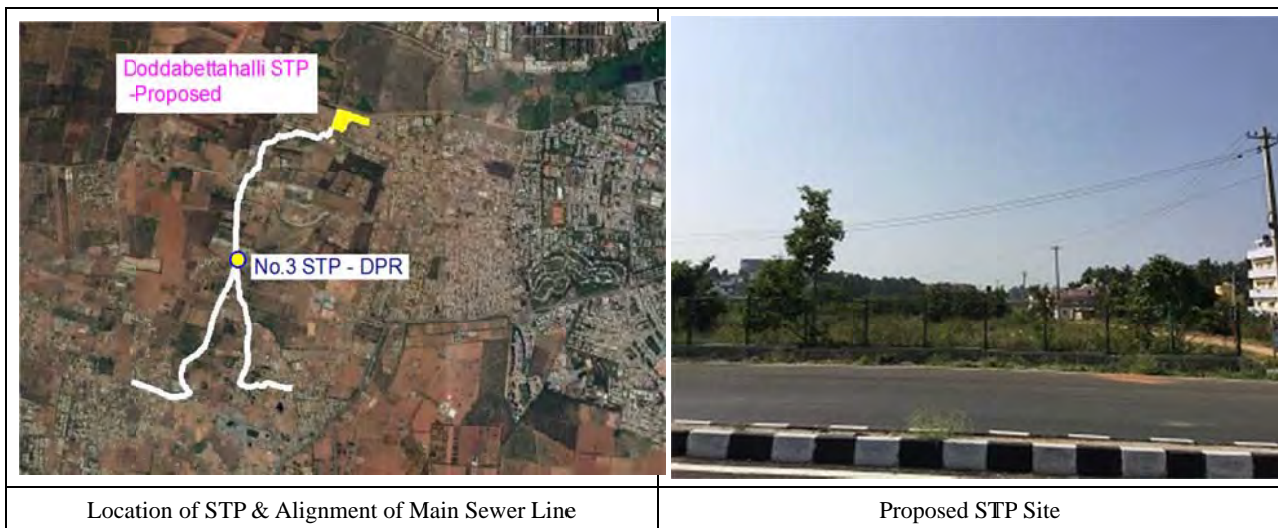 Doddabettahalli STP
-Proposed
No.3 STP - DPR
Location of STP & Alignment of Main Sewer Line
Proposed STP Site